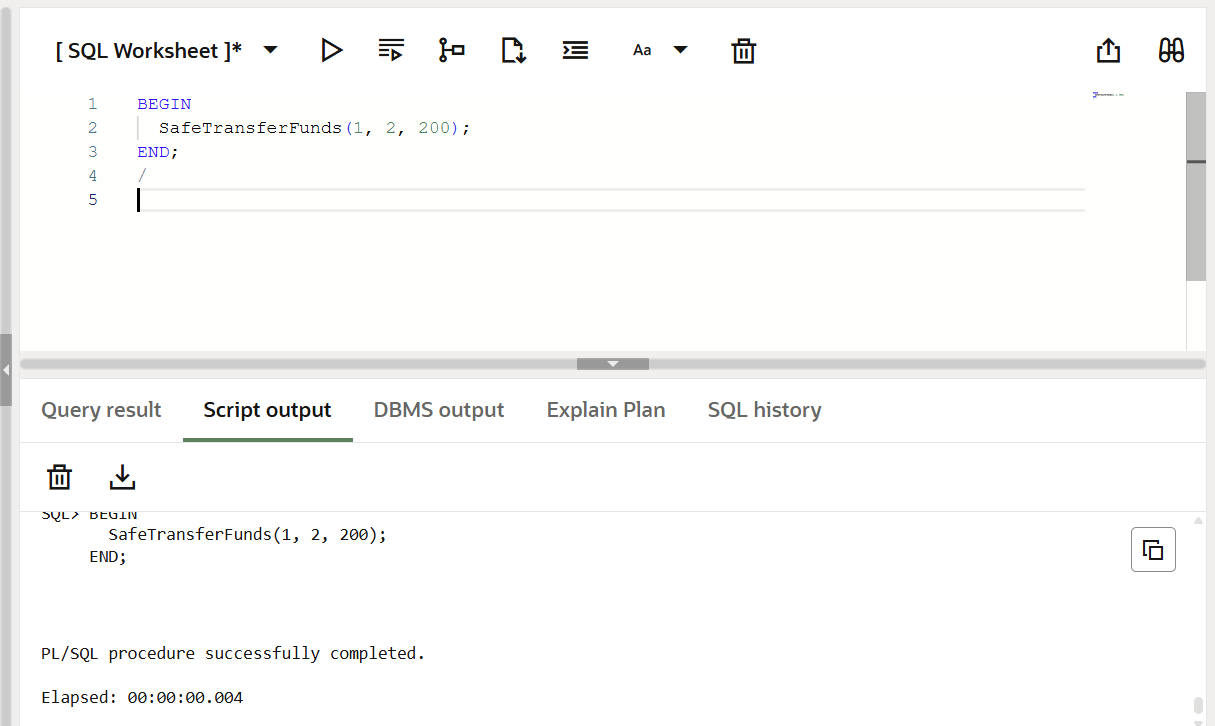 [ SQL Worksheet ]*
Aa
1 BEGIN
2 SafeTransferFunds(1, 2, 200);
3 END;
4 /
5
Query result Script output DBMS output Explain Plan SQL history
SQL> BEGIN
SafeTransferFunds(1, 2, 200);
END;
PL/SQL procedure successfully completed.
Elapsed: 00:00:00.004